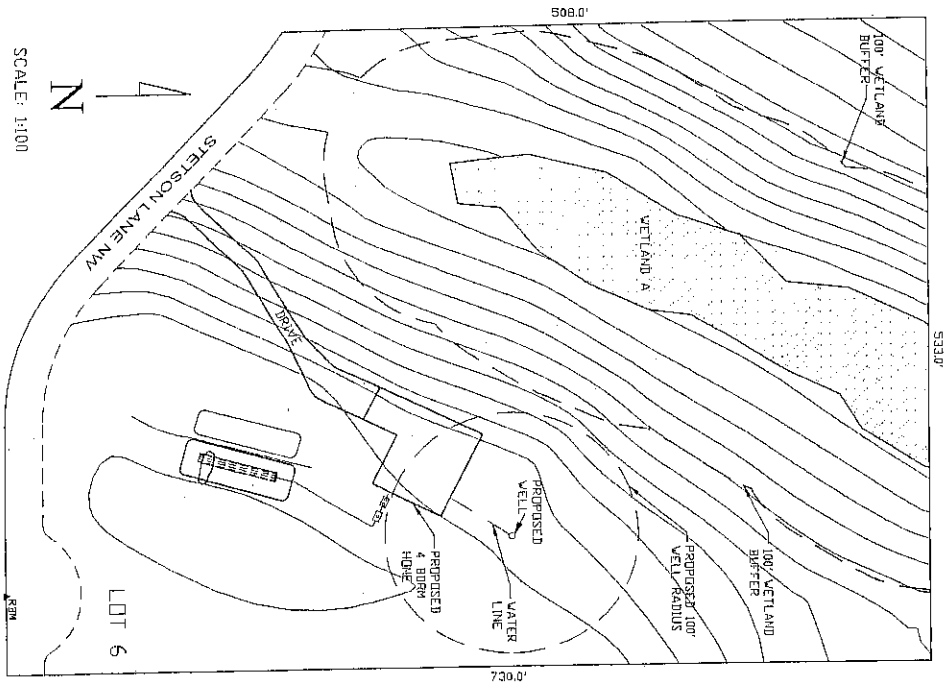 508.0'
100' WETLAND
BUFFER
WETLAND A
533.0'
SCALE: 1:100
N
STETSON LANE NW
DRIVE
PROPOSED
WELL
PROPOSED 100'
WELL RADIUS
100' WETLAND
BUFFER
PROPOSED
4 BDRM
HOME
WATER
LINE
LOT 6
RBM
730.0'